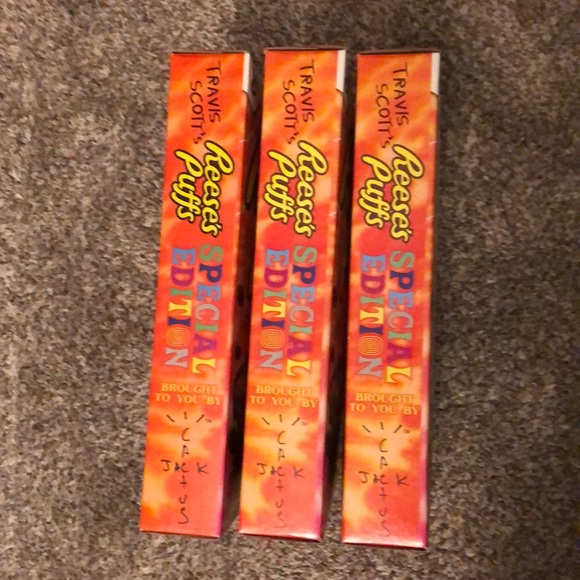 TRAVIS
SCOTT's
Reese's
Puffs
SPECIAL
EDITION
BROUGHT
TO YOU BY
CACTUS
JACK
TRAVIS
SCOTT's
Reese's
Puffs
SPECIAL
EDITION
BROUGHT
TO YOU BY
CACTUS
JACK
TRAVIS
SCOTT's
Reese's
Puffs
SPECIAL
EDITION
BROUGHT
TO YOU BY
CACTUS
JACK